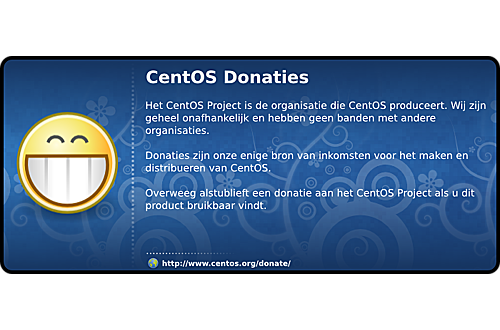 CentOS Donaties
Het CentOS Project is de organisatie die CentOS produceert. Wij zijn
geheel onafhankelijk en hebben geen banden met andere
organisaties.
Donaties zijn onze enige bron van inkomsten voor het maken en
distribueren van CentOS.
Overweeg alstublieft een donatie aan het CentOS Project als u dit
product bruikbaar vindt.
http://www.centos.org/donate/